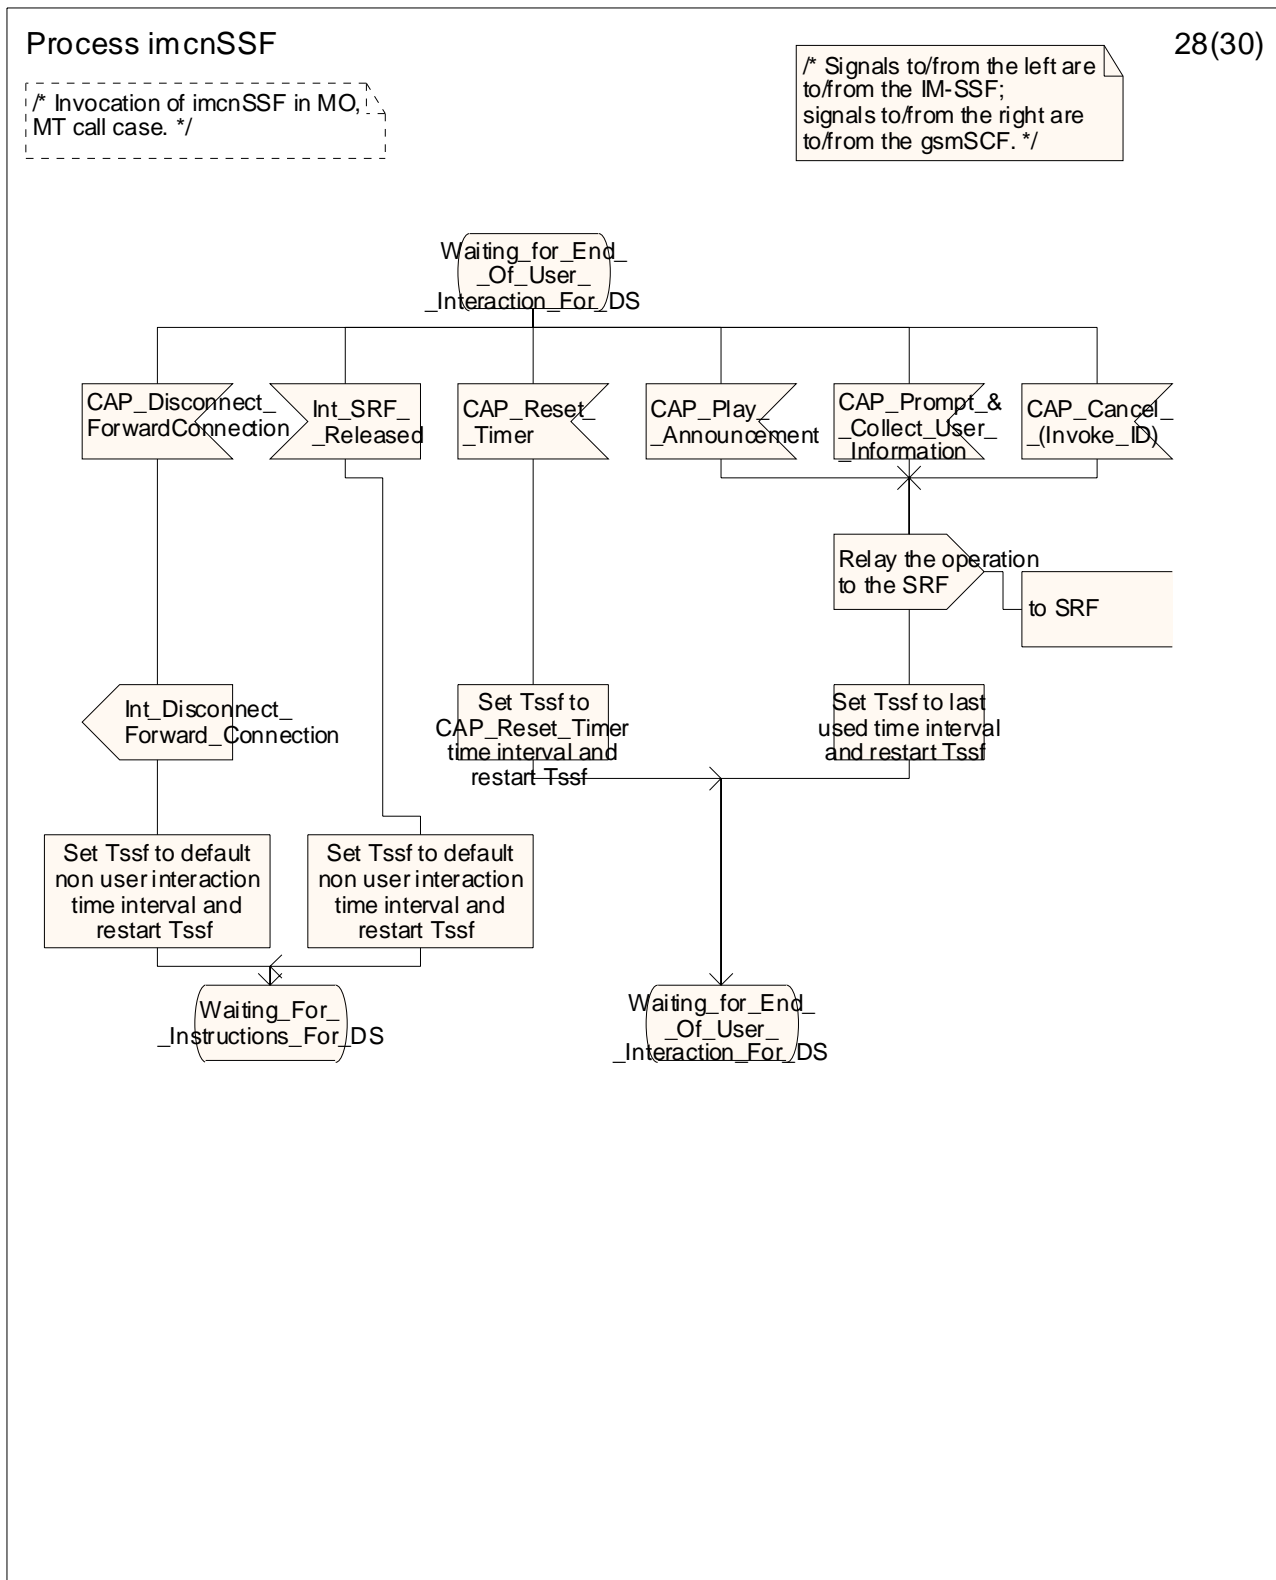 Process imcnSSF
28(30)
/* Invocation of imcnSSF in MO,
MT call case. */
/* Signals to/from the left are
to/from the IM-SSF;
signals to/from the right are
to/from the gsmSCF. */
Waiting_for_End_
_Of_User_
_Interaction_For_DS
CAP_Disconnect_
ForwardConnection
Int_SRF_
_Released
CAP_Reset_
_Timer
CAP_Play_
_Announcement
CAP_Prompt_&
_Collect_User_
_Information
CAP_Cancel_
_(Invoke_ID)
Relay the operation
to the SRF
to SRF
Int_Disconnect_
Forward_Connection
Set Tssf to
CAP_Reset_Timer
time interval and
restart Tssf
Set Tssf to last
used time interval
and restart Tssf
Set Tssf to default
non user interaction
time interval and
restart Tssf
Set Tssf to default
non user interaction
time interval and
restart Tssf
Waiting_For_
_Instructions_For_DS
Waiting_for_End_
_Of_User_
_Interaction_For_DS